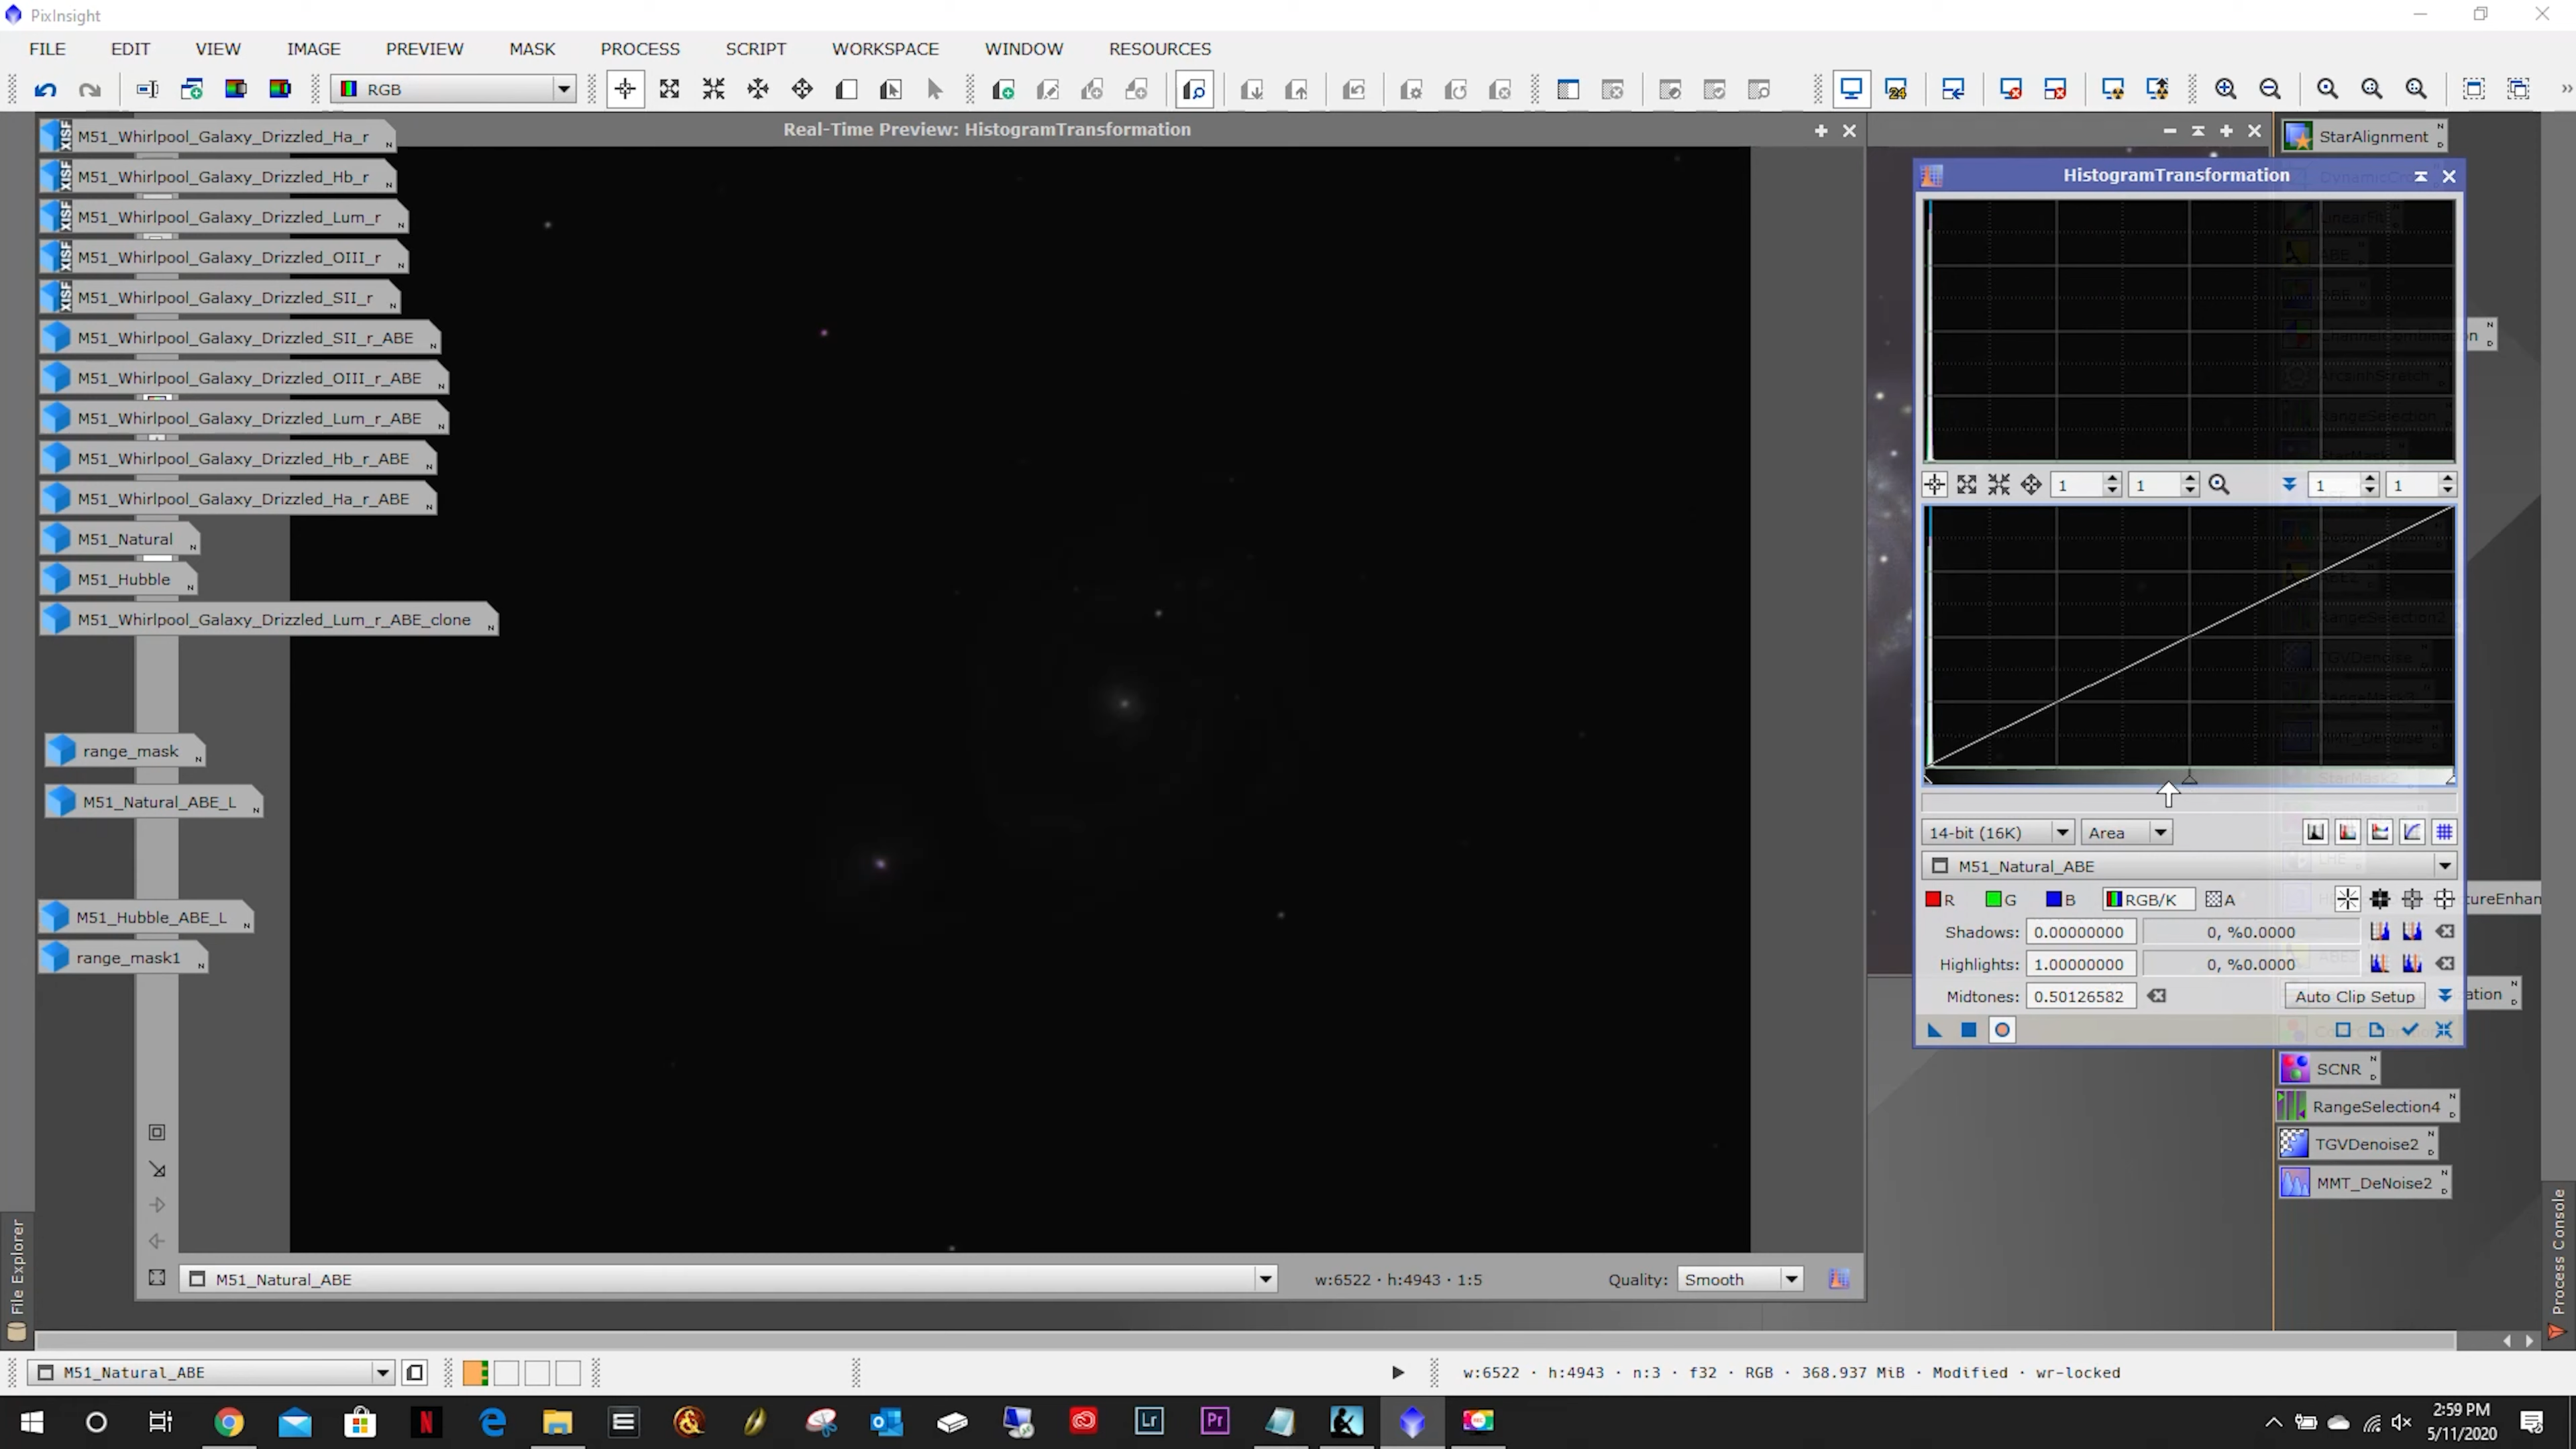 PixInsight
FILE EDIT VIEW IMAGE PREVIEW MASK PROCESS SCRIPT WORKSPACE WINDOW RESOURCES
RGB
24
Real-Time Preview: HistogramTransformation
M51_Whirlpool_Galaxy_Drizzled_Ha_r
M51_Whirlpool_Galaxy_Drizzled_Hb_r
M51_Whirlpool_Galaxy_Drizzled_Lum_r
M51_Whirlpool_Galaxy_Drizzled_OIII_r
M51_Whirlpool_Galaxy_Drizzled_SII_r
M51_Whirlpool_Galaxy_Drizzled_SII_r_ABE
M51_Whirlpool_Galaxy_Drizzled_OIII_r_ABE
M51_Whirlpool_Galaxy_Drizzled_Lum_r_ABE
M51_Whirlpool_Galaxy_Drizzled_Hb_r_ABE
M51_Whirlpool_Galaxy_Drizzled_Ha_r_ABE
M51_Natural
M51_Hubble
M51_Whirlpool_Galaxy_Drizzled_Lum_r_ABE_clone
range_mask
M51_Natural_ABE_L
M51_Hubble_ABE_L
range_mask1
File Explorer
M51_Natural_ABE
w:6522 · h:4943 · 1:5
Quality: Smooth
StarAlignment
HistogramTransformation
1 1 1 1
14-bit (16K) Area
M51_Natural_ABE
R G B RGB/K A
Shadows: 0.00000000 0, %0.0000
Highlights: 1.00000000 0, %0.0000
Midtones: 0.50126582 Auto Clip Setup
SCNR
RangeSelection4
TGVDenoise2
MMT_DeNoise2
Process Console
M51_Natural_ABE
w:6522 · h:4943 · n:3 · f32 · RGB · 368.937 MiB · Modified · wr-locked
Lr
Pr
2:59 PM
5/11/2020